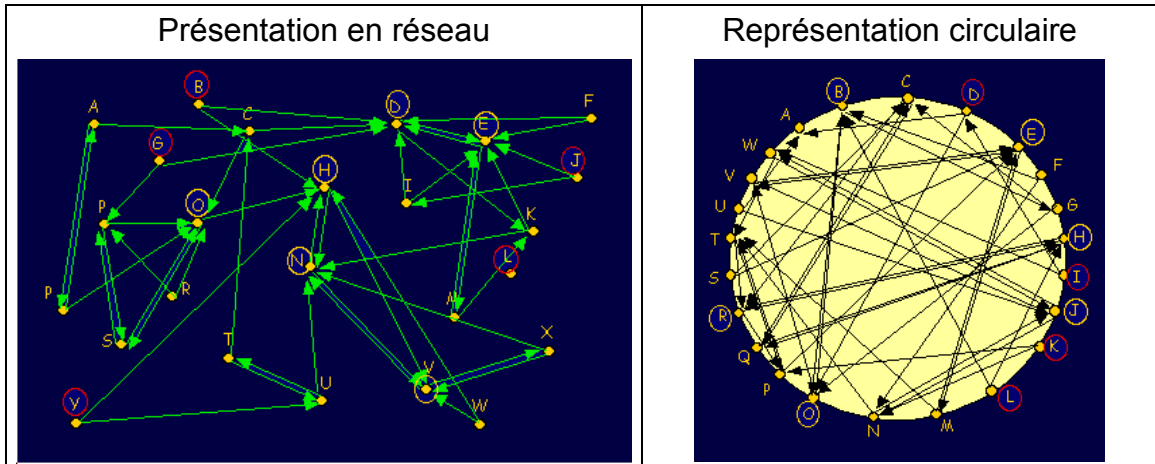 Présentation en réseau
A
B
C
D
E
F
G
H
I
J
K
L
P
O
N
R
P
S
T
U
V
W
X
Y
Représentation circulaire
C
B
D
A
E
W
F
V
G
U
H
T
I
S
J
R
K
Q
L
P
O
N
M